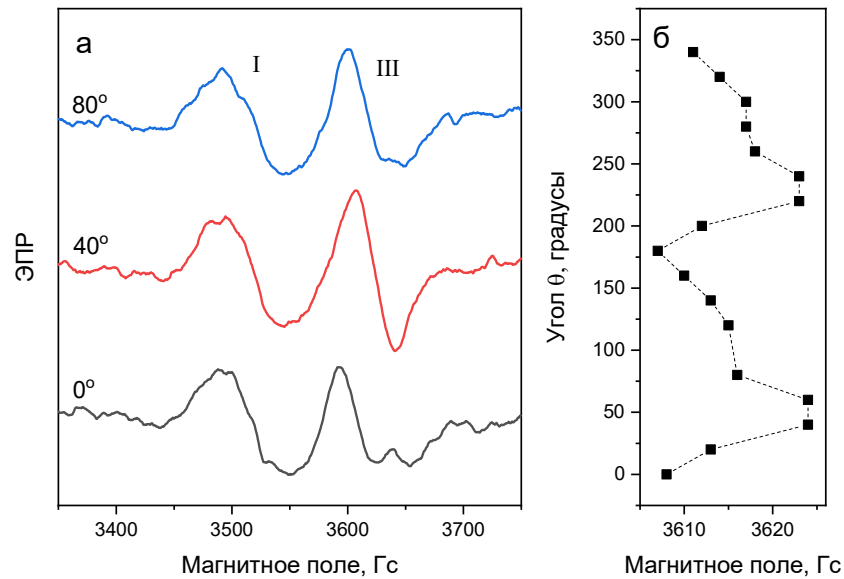 а
I
III
80°
40°
0°
ЭПР
3400
3500
3600
3700
Магнитное поле, Гс
б
350
300
250
200
150
100
50
0
Угол θ, градусы
3610
3620
Магнитное поле, Гс